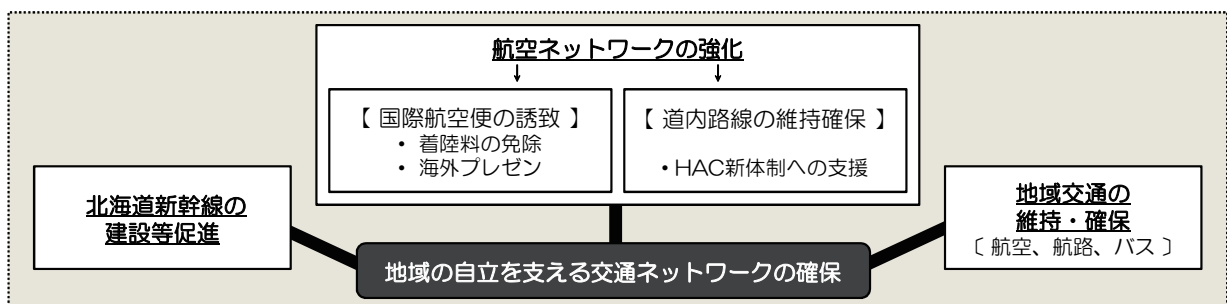 航空ネットワークの強化
【 国際航空便の誘致 】
• 着陸料の免除
• 海外プレゼン
【 道内路線の維持確保 】
• HAC新体制への支援
北海道新幹線の
建設等促進
地域交通の
維持・確保
〔 航空、航路、バス 〕
地域の自立を支える交通ネットワークの確保